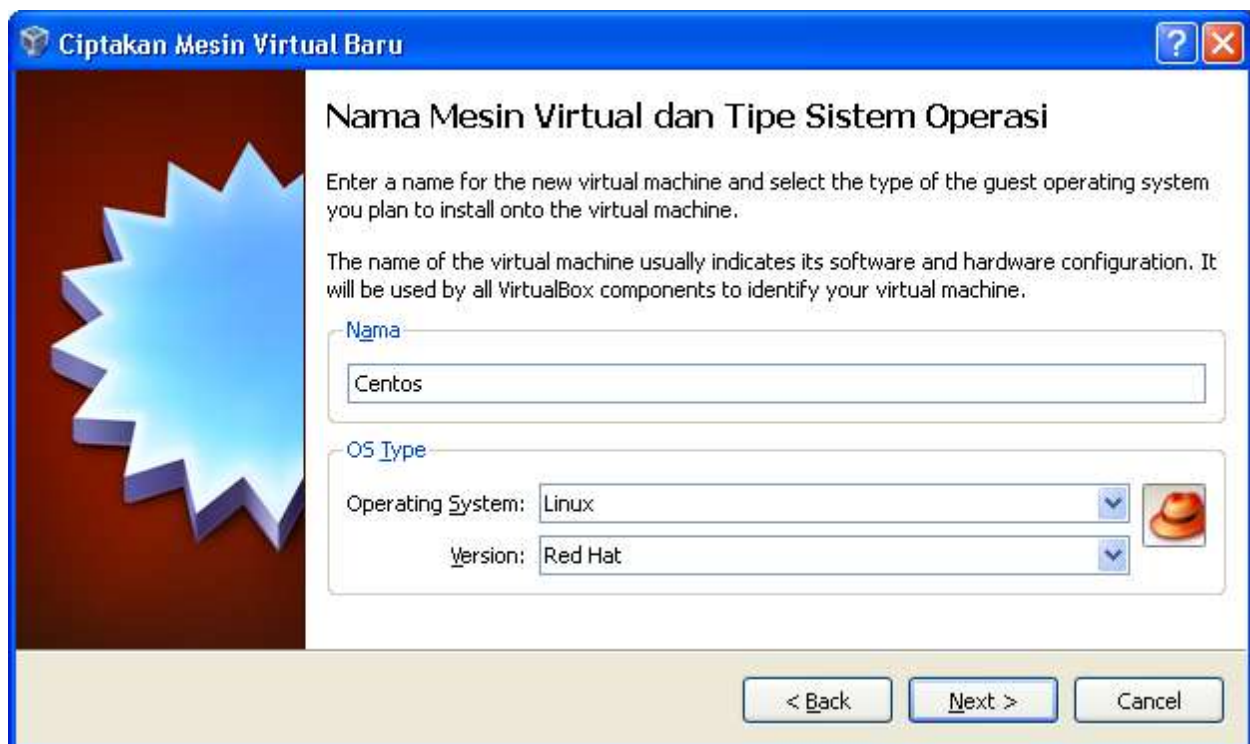 Ciptakan Mesin Virtual Baru
Nama Mesin Virtual dan Tipe Sistem Operasi
Enter a name for the new virtual machine and select the type of the guest operating system
you plan to install onto the virtual machine.
The name of the virtual machine usually indicates its software and hardware configuration. It
will be used by all VirtualBox components to identify your virtual machine.
Nama
Centos
OS Type
Operating System: Linux
Version: Red Hat
< Back Next > Cancel